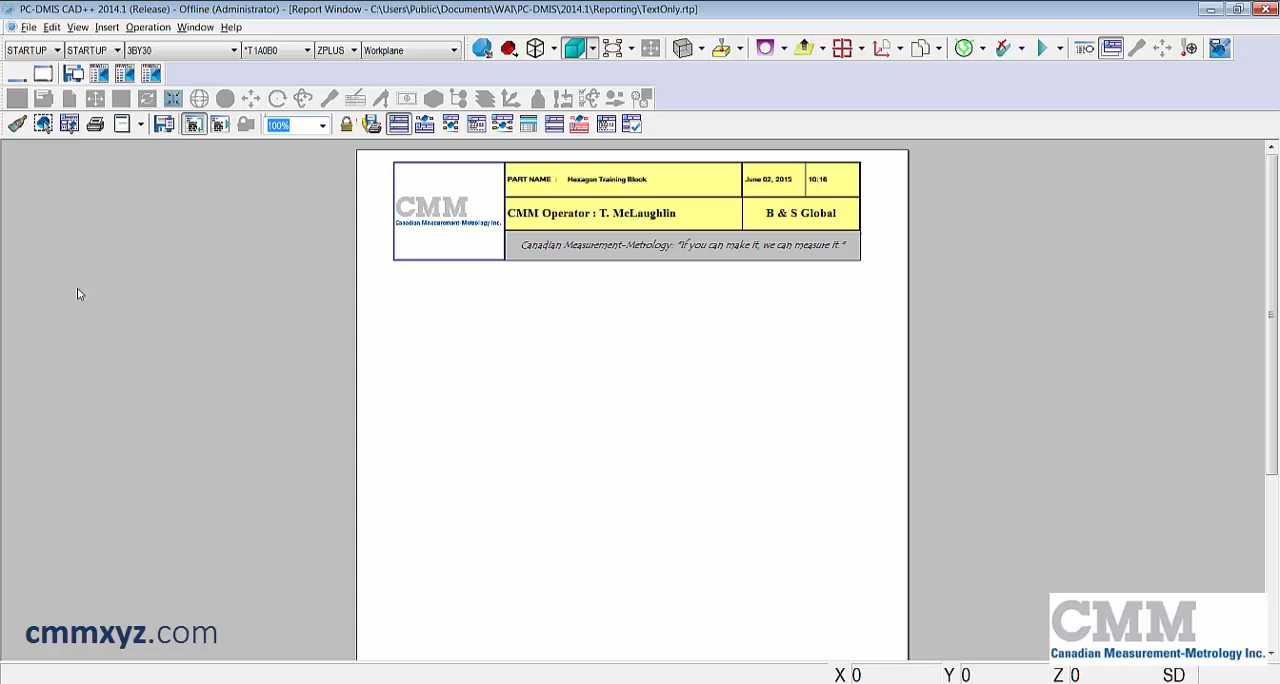 PC-DMIS CAD++ 2014.1 (Release) - Offline (Administrator) - [Report Window - C:\Users\Public\Documents\WAI\PC-DMIS\2014.1\Reporting\TextOnly.rtp]
File Edit View Insert Operation Window Help
STARTUP STARTUP 3BY30 *T1A0B0 ZPLUS Workplane
100%
PART NAME : Hexagon Training Block June 02, 2015 10:16
CMM
Canadian Measurement-Metrology Inc.
CMM Operator : T. McLaughlin B & S Global
Canadian Measurement-Metrology: "If you can make it, we can measure it."
cmmxyz.com
CMM
Canadian Measurement-Metrology Inc.
X 0 Y 0 Z 0 SD